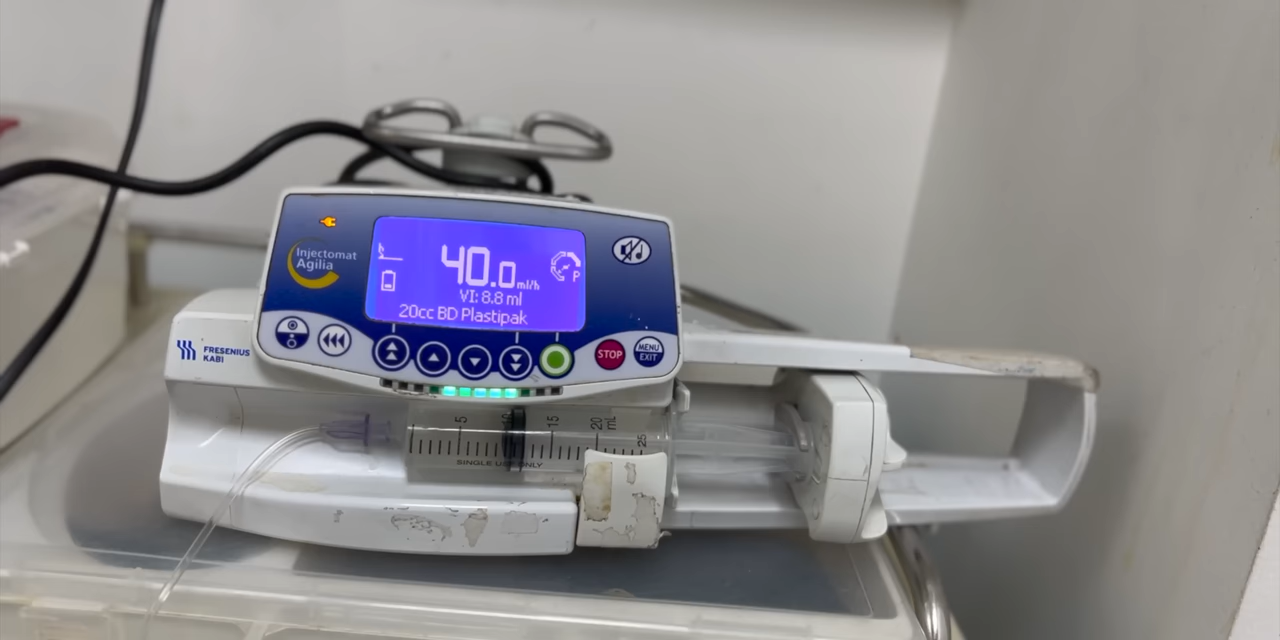 Injectomat
Agilia
40.0 ml/h
P
VI: 8.8 ml
20cc BD Plastipak
STOP
MENU
EXIT
FRESENIUS
KABI
5
10
15
20
mL
25
SINGLE USE ONLY